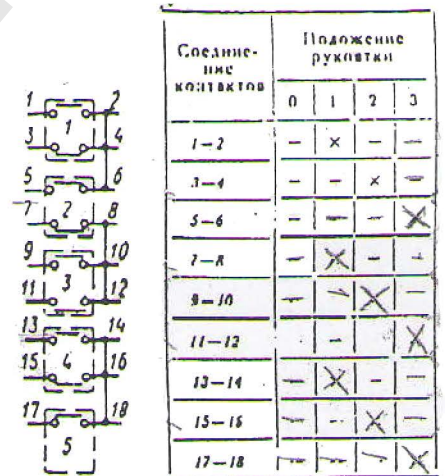 Соедине-
ние
контактов
Положение
рукоятки
0 1 2 3
1—2 — × — —
3—4 — — × —
5—6 — — — ×
7—8 — × — —
9—10 — — × —
11—12 — ×
13—14 — × — —
15—16 — — × —
17—18 — — — ×
1 2
1
3 4
5 6
2
7 8
9 10
3
11 12
13 14
4
15 16
17 18
5